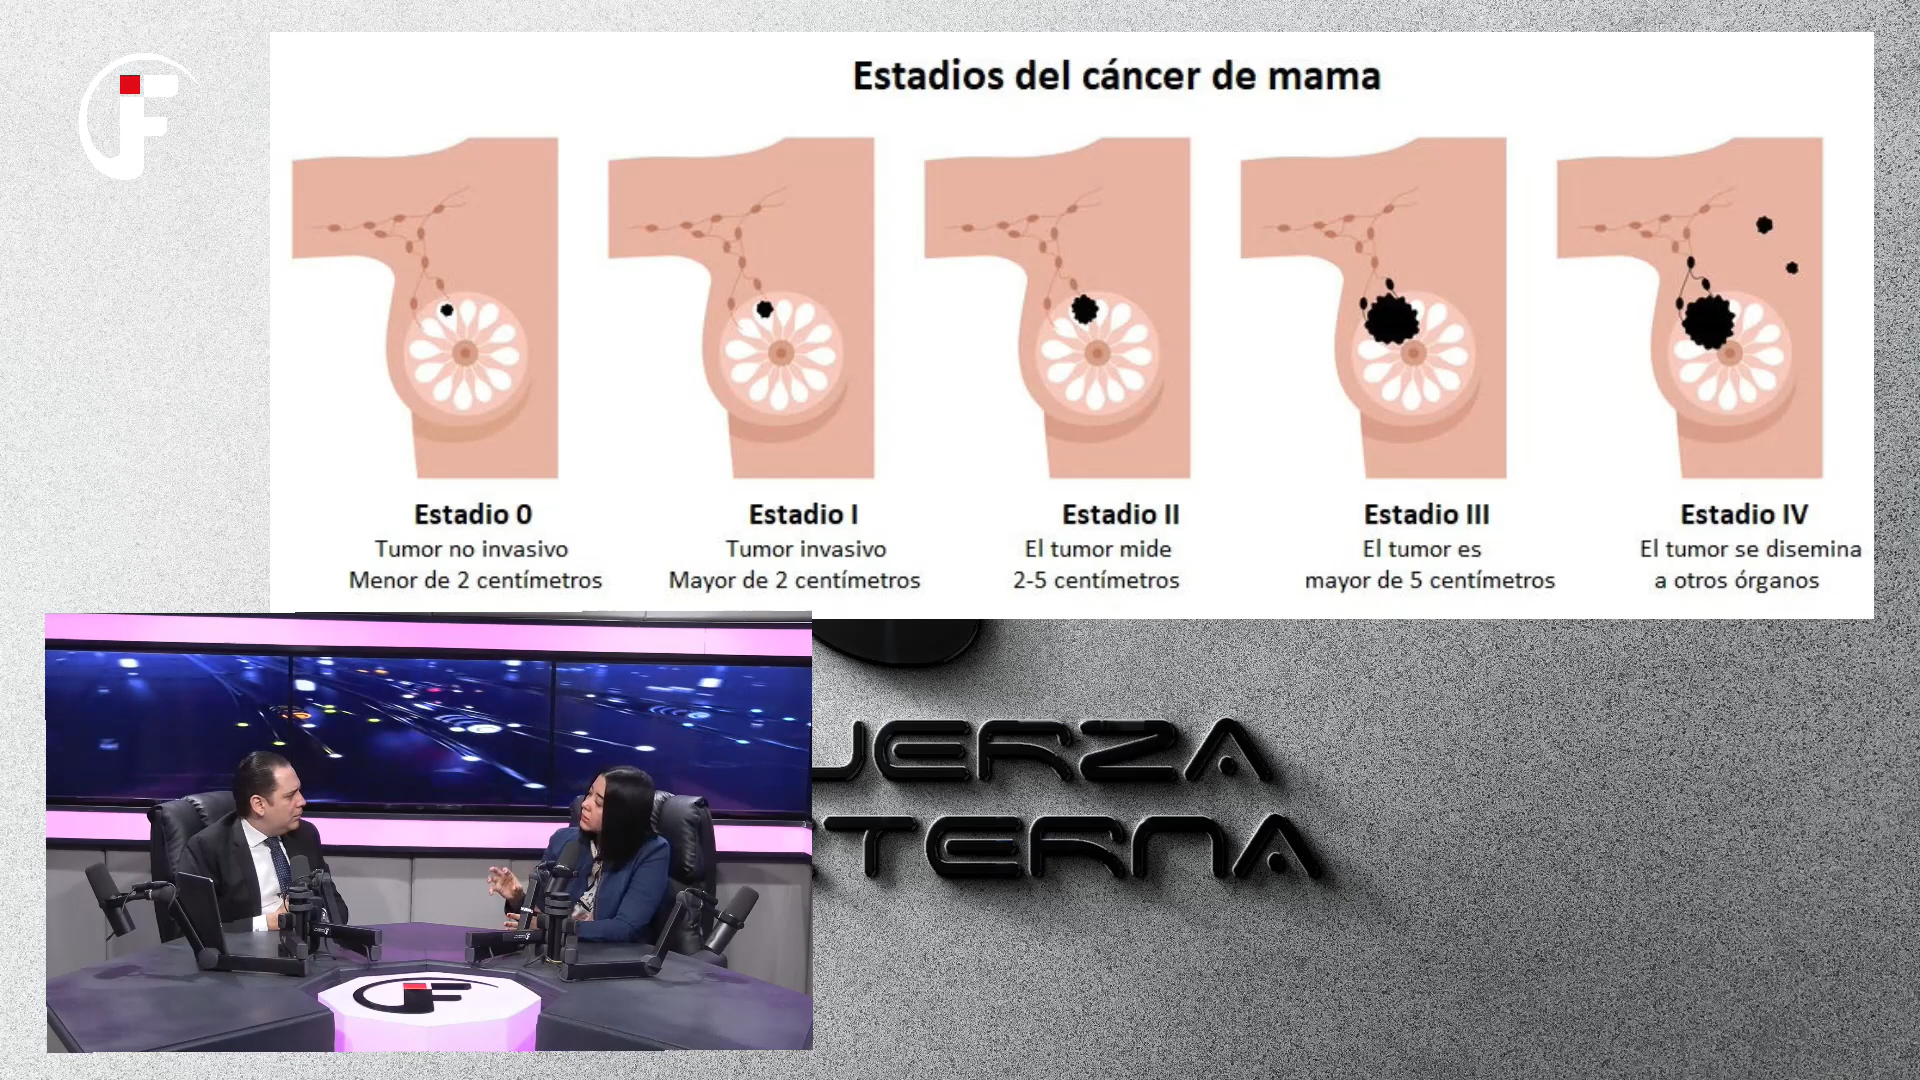 Estadios del cáncer de mama
Estadio 0
Tumor no invasivo
Menor de 2 centímetros
Estadio I
Tumor invasivo
Mayor de 2 centímetros
Estadio II
El tumor mide
2-5 centímetros
Estadio III
El tumor es
mayor de 5 centímetros
Estadio IV
El tumor se disemina
a otros órganos
UERZA
TERNA